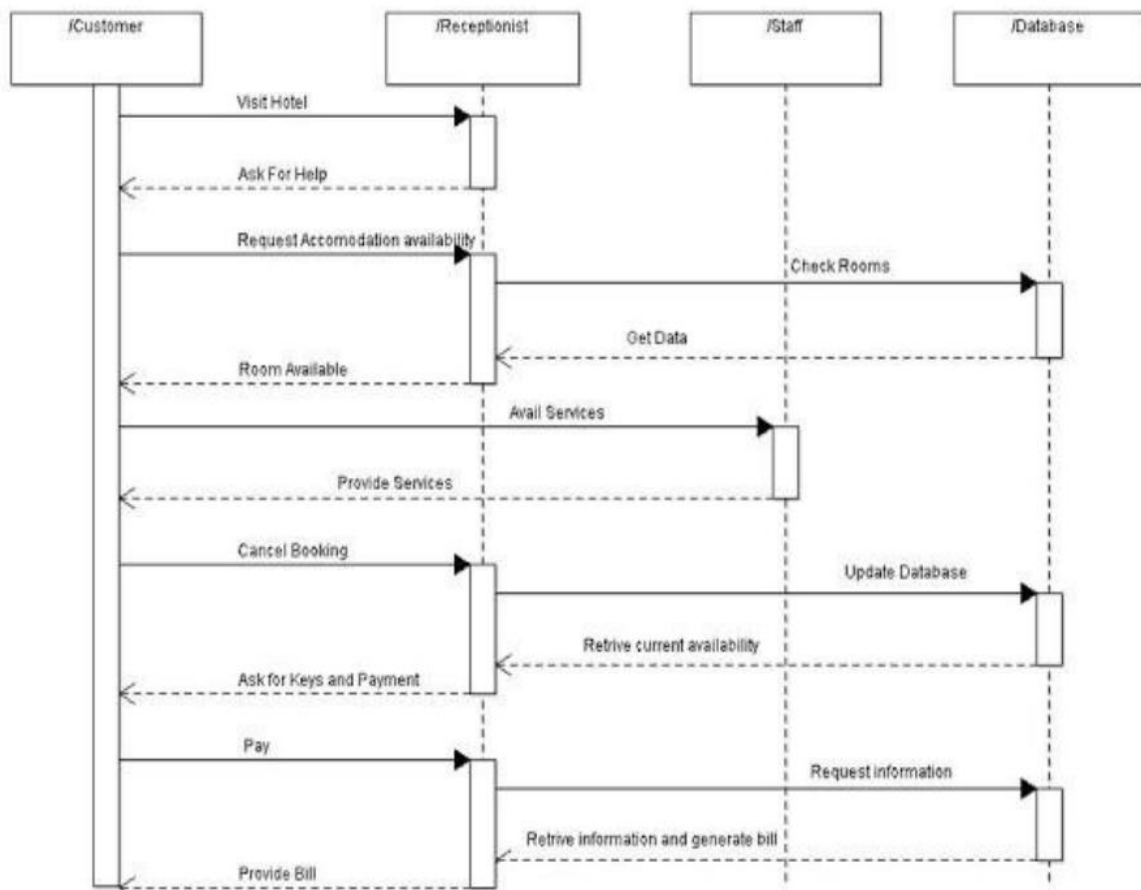 /Customer
/Receptionist
/Staff
/Database
Visit Hotel
Ask For Help
Request Accomodation availability
Check Rooms
Get Data
Room Available
Avail Services
Provide Services
Cancel Booking
Update Database
Retrive current availability
Ask for Keys and Payment
Pay
Request information
Retrive information and generate bill
Provide Bill